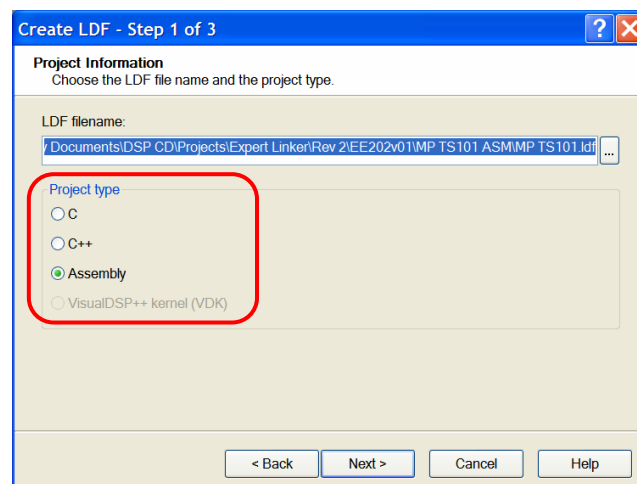 Create LDF - Step 1 of 3
?
X
Project Information
Choose the LDF file name and the project type.
LDF filename:
y Documents\DSP CD\Projects\Expert Linker\Rev 2\EE202v01\MP TS101 ASM\MP TS101.ldf
...
Project type
C
C++
Assembly
VisualDSP++ kernel (VDK)
< Back Next > Cancel Help